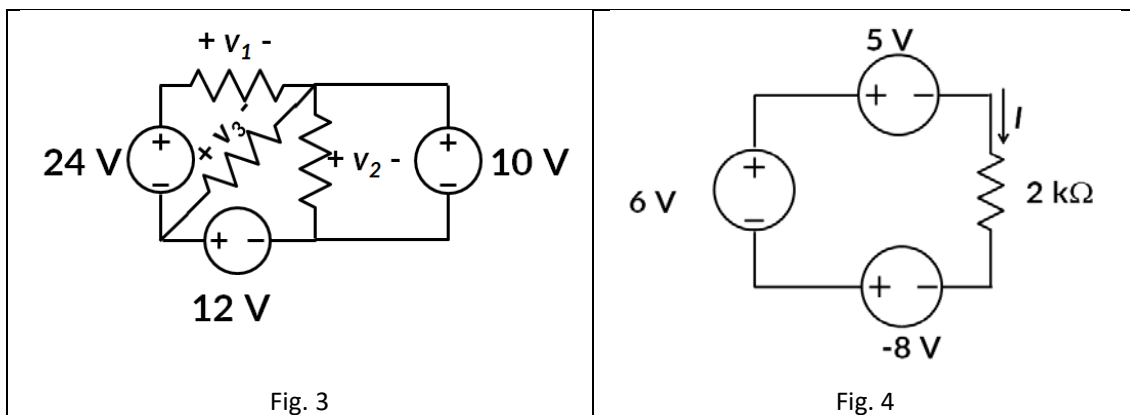 + v1 -
24 V
+
−
+ v3 -
+ v2 -
+
−
10 V
+ −
12 V
Fig. 3
5 V
+ −
I
6 V
+
−
2 kΩ
+ −
-8 V
Fig. 4